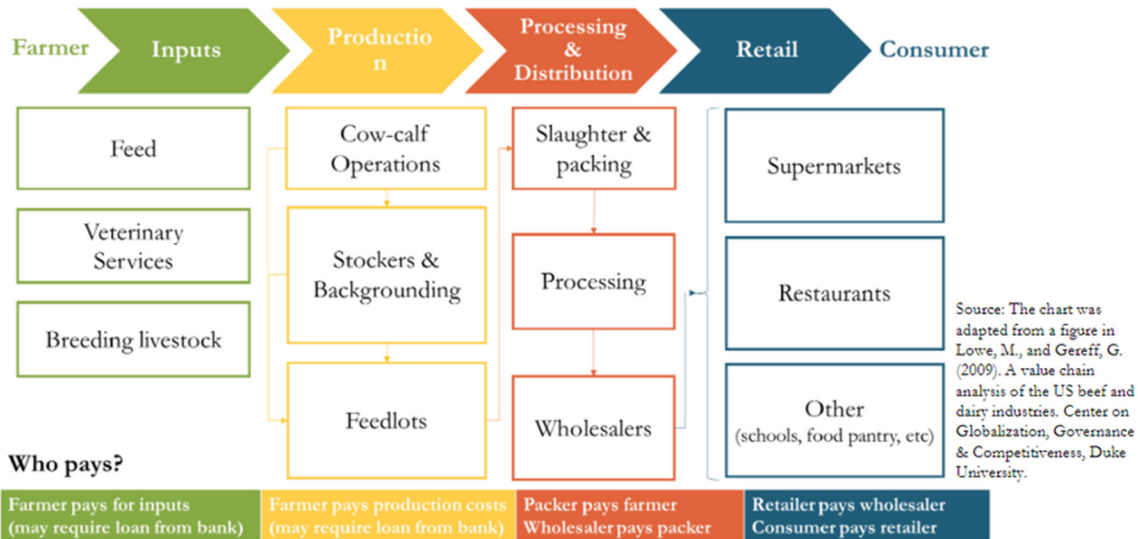 Farmer
Inputs
Productio
n
Processing
&
Distribution
Retail
Consumer
Feed
Veterinary
Services
Breeding livestock
Cow-calf
Operations
Stockers &
Backgrounding
Feedlots
Slaughter &
packing
Processing
Wholesalers
Supermarkets
Restaurants
Other
(schools, food pantry, etc)
Source: The chart was
adapted from a figure in
Lowe, M., and Gereff, G.
(2009). A value chain
analysis of the US beef and
dairy industries. Center on
Globalization, Governance
& Competitiveness, Duke
University.
Who pays?
Farmer pays for inputs
(may require loan from bank)
Farmer pays production costs
(may require loan from bank)
Packer pays farmer
Wholesaler pays packer
Retailer pays wholesaler
Consumer pays retailer